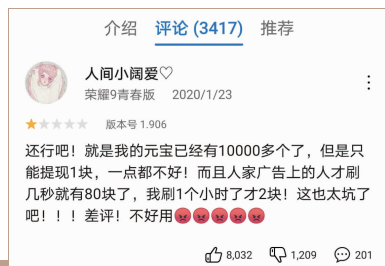 介绍 评论 (3417) 推荐
人间小阔爱♡
荣耀9青春版 2020/1/23
版本号 1.906
还行吧！就是我的元宝已经有10000多个了，但是只
能提现1块，一点都不好！而且人家广告上的人才刷
几秒就有80块了，我刷1个小时了才2块！这也太坑了
吧！！！差评！不好用😡😡😡😡😡
8,032 1,209 201